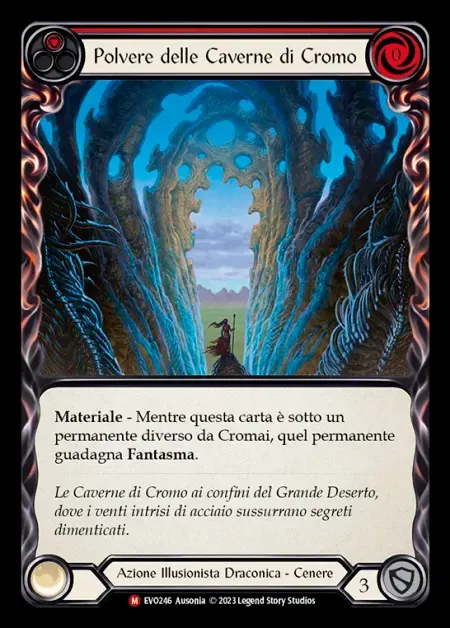 Polvere delle Caverne di Cromo
0
Materiale - Mentre questa carta è sotto un
permanente diverso da Cromai, quel permanente
guadagna Fantasma.
Le Caverne di Cromo ai confini del Grande Deserto,
dove i venti intrisi di acciaio sussurrano segreti
dimenticati.
Azione Illusionista Draconica - Cenere
3
M EVO246 Ausonia © 2023 Legend Story Studios